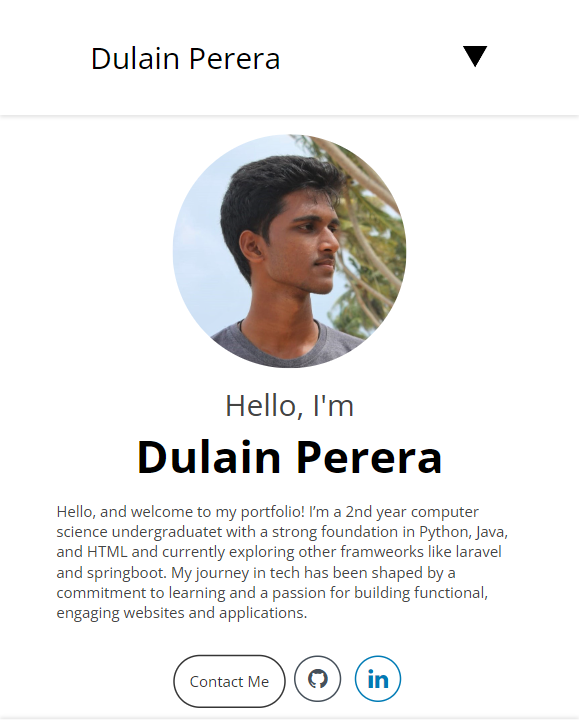 Dulain Perera
Hello, I'm
Dulain Perera
Hello, and welcome to my portfolio! I’m a 2nd year computer
science undergraduatet with a strong foundation in Python, Java,
and HTML and currently exploring other framweorks like laravel
and springboot. My journey in tech has been shaped by a
commitment to learning and a passion for building functional,
engaging websites and applications.
Contact Me
in